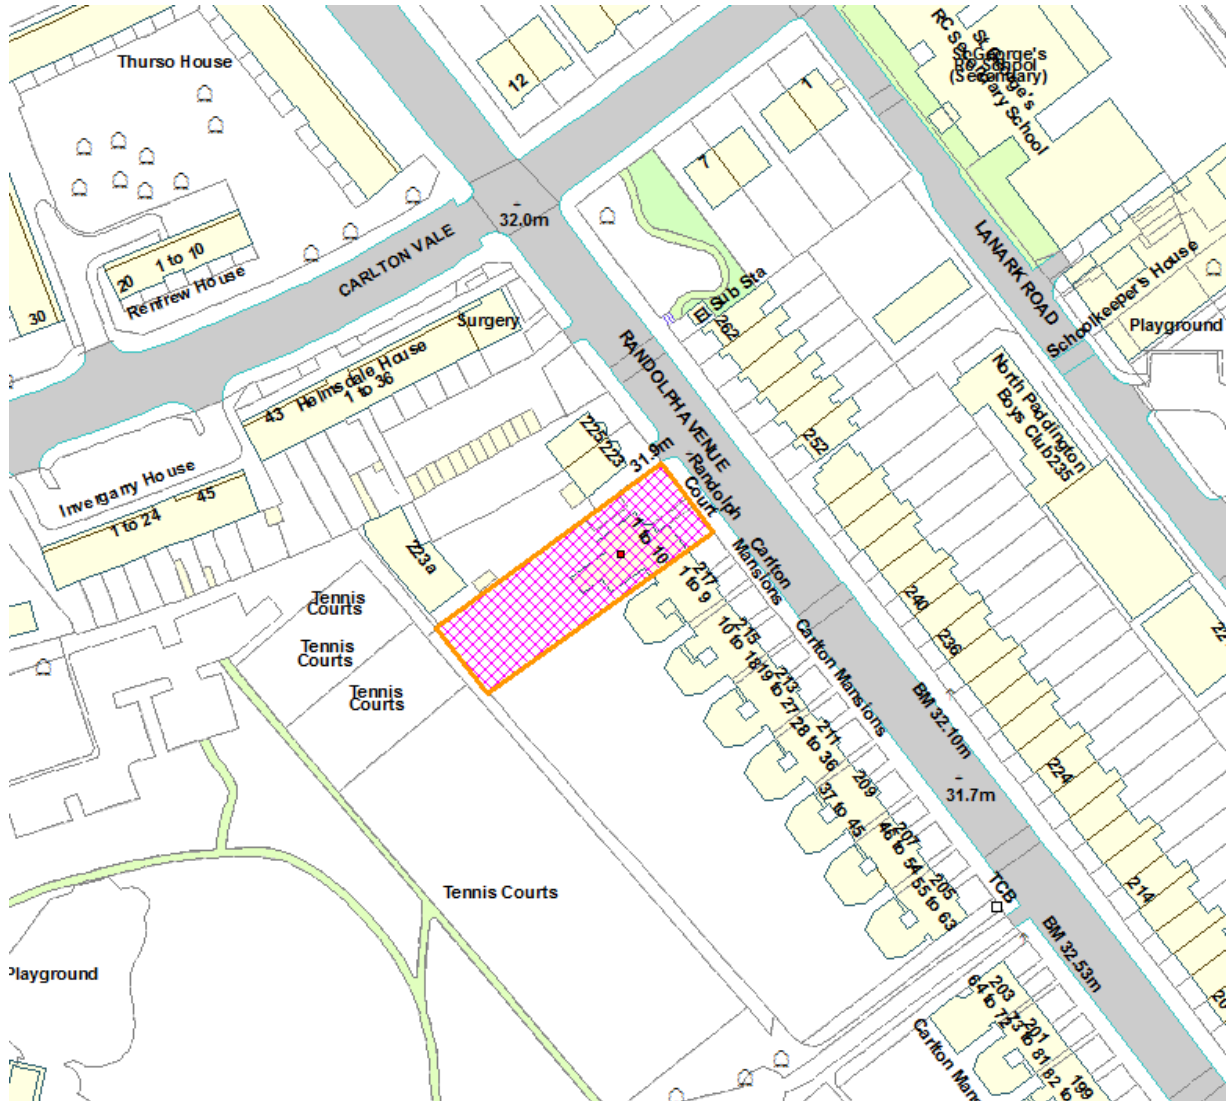 Thurso House
12
1
7
St George's
RC School
(Secondary)
St George's
RC Secondary School
32.0m
CARLTON VALE
20
1 to 10
Renfrew House
30
LANARK ROAD
Schoolkeeper's House
Playground
Sub Sta
262
Surgery
RANDOLPH AVENUE
43
Helmsdale House
1 to 36
North Paddington
Boys Club
235
252
225
223
31.9m
Randolph
Court
Invergarry House
45
1 to 24
223a
1 to 10
Carlton
Mansions
217
1 to 9
Tennis
Courts
Tennis
Courts
Tennis
Courts
215
10 to 18
Carlton Mansions
240
236
213
19 to 27
211
28 to 36
BM 32.10m
209
37 to 45
31.7m
224
207
46 to 54
205
55 to 63
TCB
214
Tennis Courts
BM 32.53m
Playground
203
64 to 72
201
73 to 81
199
82 to
Carlton Mans